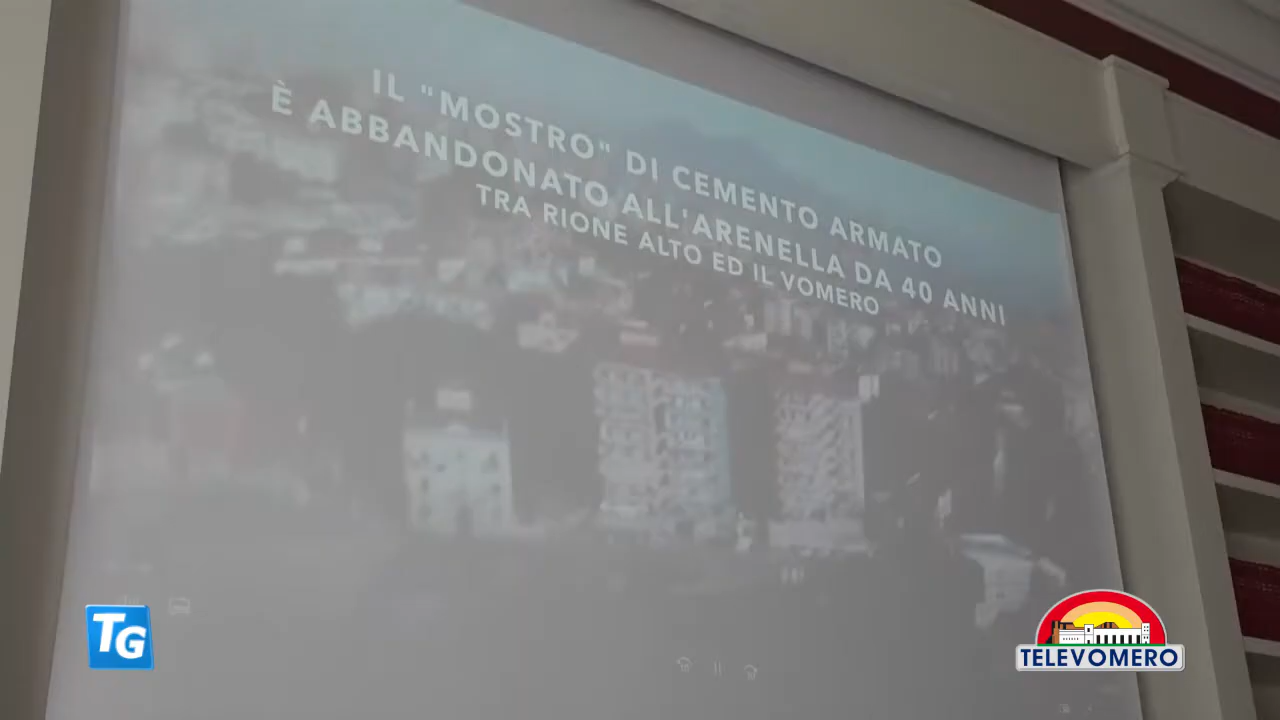 IL "MOSTRO" DI CEMENTO ARMATO
È ABBANDONATO ALL'ARENELLA DA 40 ANNI
TRA RIONE ALTO ED IL VOMERO
TG
TELEVOMERO